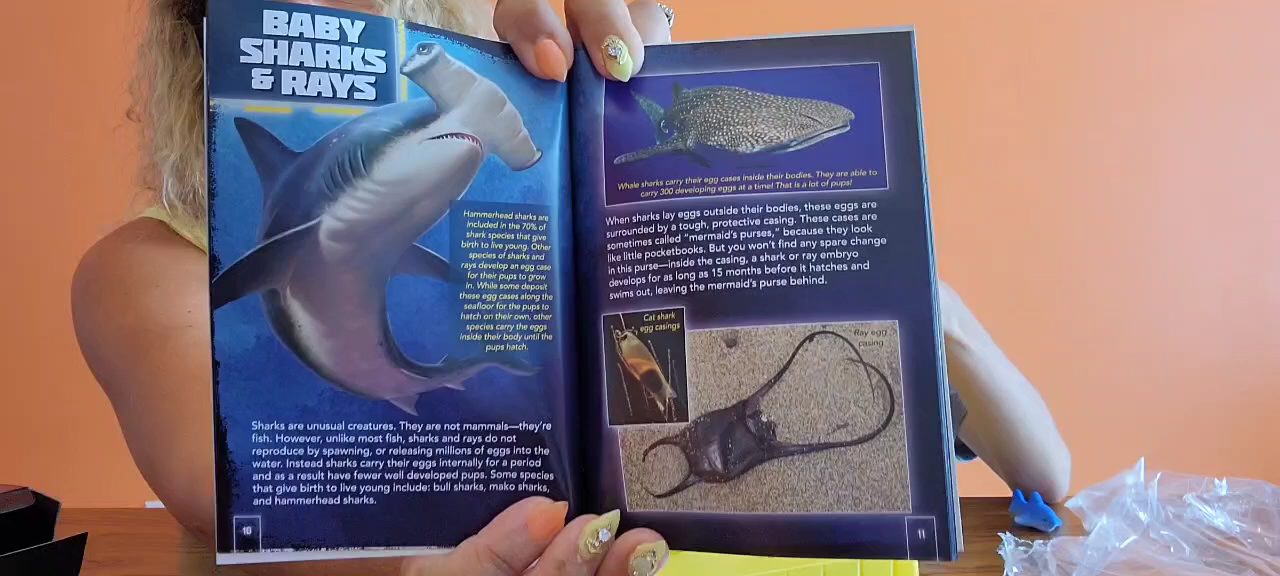 BABY
SHARKS
& RAYS
Hammerhead sharks are
included in the 70% of
shark species that give
birth to live young. Other
species of sharks and
rays develop an egg case
for their pups to grow
in. While some deposit
these egg cases along the
seafloor for the pups to
hatch on their own, other
species carry the eggs
inside their body until the
pups hatch.
Sharks are unusual creatures. They are not mammals—they're
fish. However, unlike most fish, sharks and rays do not
reproduce by spawning, or releasing millions of eggs into the
water. Instead sharks carry their eggs internally for a period
and as a result have fewer well developed pups. Some species
that give birth to live young include: bull sharks, mako sharks,
and hammerhead sharks.
10
Whale sharks carry their egg cases inside their bodies. They are able to
carry 300 developing eggs at a time! That is a lot of pups!
When sharks lay eggs outside their bodies, these eggs are
surrounded by a tough, protective casing. These cases are
sometimes called "mermaid's purses," because they look
like little pocketbooks. But you won't find any spare change
in this purse—inside the casing, a shark or ray embryo
develops for as long as 15 months before it hatches and
swims out, leaving the mermaid's purse behind.
Cat shark
egg casings
Ray egg
casing
11